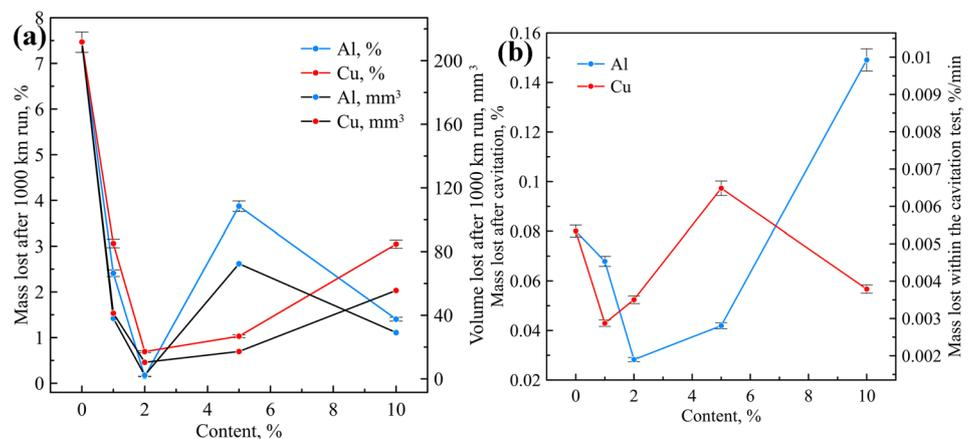 (a)
Mass lost after 1000 km run, %
8
7
6
5
4
3
2
1
0
Al, %
Cu, %
Al, mm³
Cu, mm³
200
160
120
80
40
0
Volume lost after 1000 km run, mm³
0 2 4 6 8 10
Content, %
(b)
Mass lost after cavitation, %
0.16
0.14
0.12
0.1
0.08
0.06
0.04
0.02
Al
Cu
0.01
0.009
0.008
0.007
0.006
0.005
0.004
0.003
0.002
Mass lost within the cavitation test, %/min
0 2 4 6 8 10
Content, %